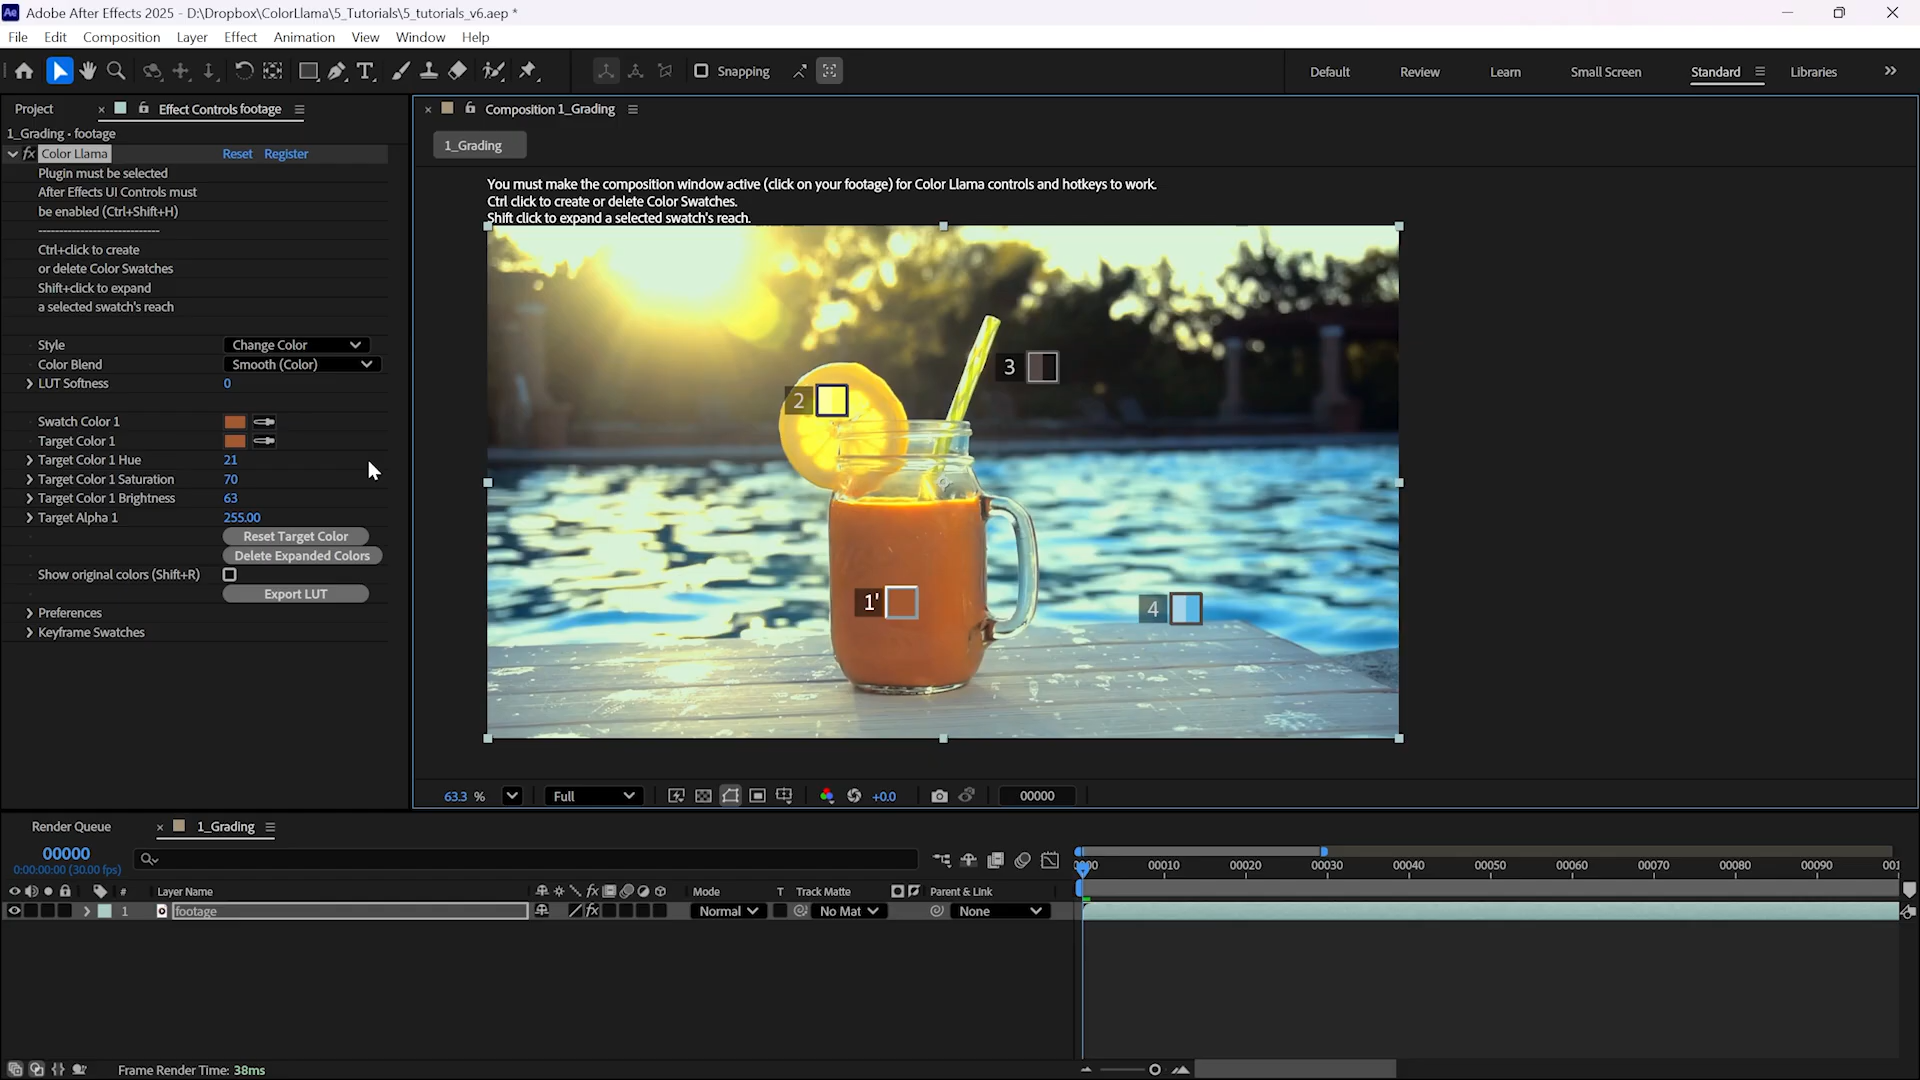 Ae Adobe After Effects 2025 - D:\Dropbox\ColorLlama\5_Tutorials\5_tutorials_v6.aep *
File Edit Composition Layer Effect Animation View Window Help
T Snapping Default Review Learn Small Screen Standard Libraries
Project Effect Controls footage
Composition 1_Grading
1_Grading • footage
1_Grading
fx Color Llama Reset Register
Plugin must be selected
After Effects UI Controls must
be enabled (Ctrl+Shift+H)
------------------------------
Ctrl+click to create
or delete Color Swatches
Shift+click to expand
a selected swatch's reach
Style Change Color
Color Blend Smooth (Color)
LUT Softness 0
Swatch Color 1
Target Color 1
Target Color 1 Hue 21
Target Color 1 Saturation 70
Target Color 1 Brightness 63
Target Alpha 1 255.00
Reset Target Color
Delete Expanded Colors
Show original colors (Shift+R)
Export LUT
Preferences
Keyframe Swatches
You must make the composition window active (click on your footage) for Color Llama controls and hotkeys to work.
Ctrl click to create or delete Color Swatches.
Shift click to expand a selected swatch's reach.
3
2
1'
4
63.3 % Full +0.0 00000
Render Queue 1_Grading
00000
0:00:00:00 (30.00 fps)
0000 00010 00020 00030 00040 00050 00060 00070 00080 00090 001
# Layer Name fx Mode T Track Matte Parent & Link
1 footage fx Normal No Mat None
Frame Render Time: 38ms